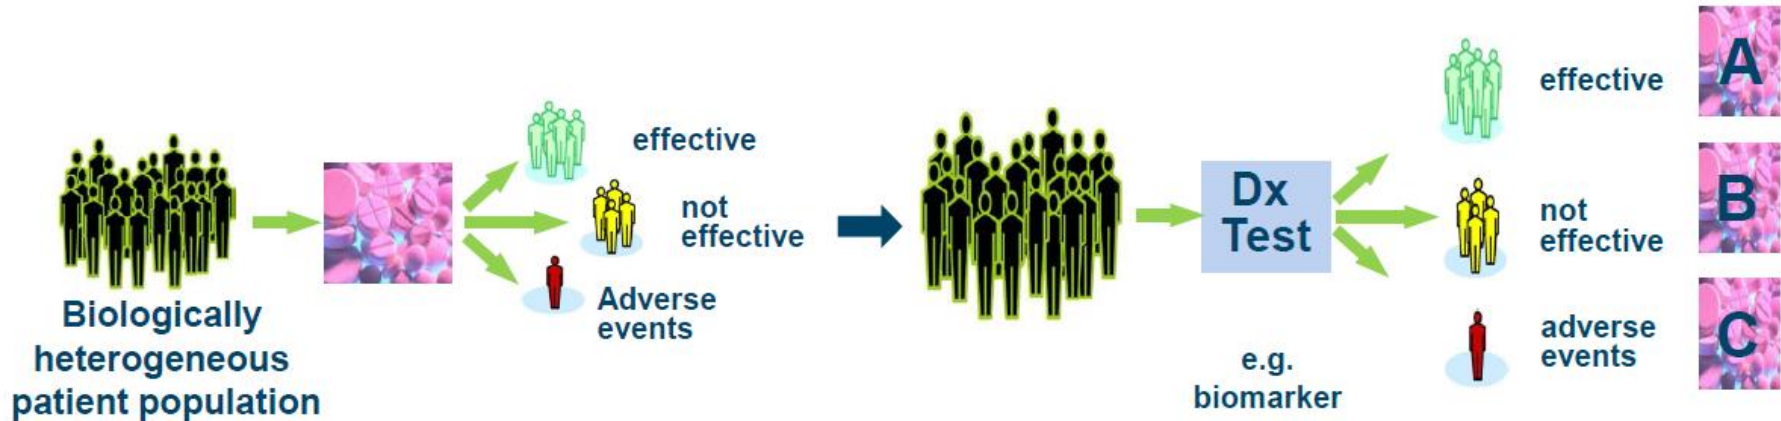 Biologically
heterogeneous
patient population
effective
not
effective
Adverse
events
Dx
Test
e.g.
biomarker
effective
A
not
effective
B
adverse
events
C